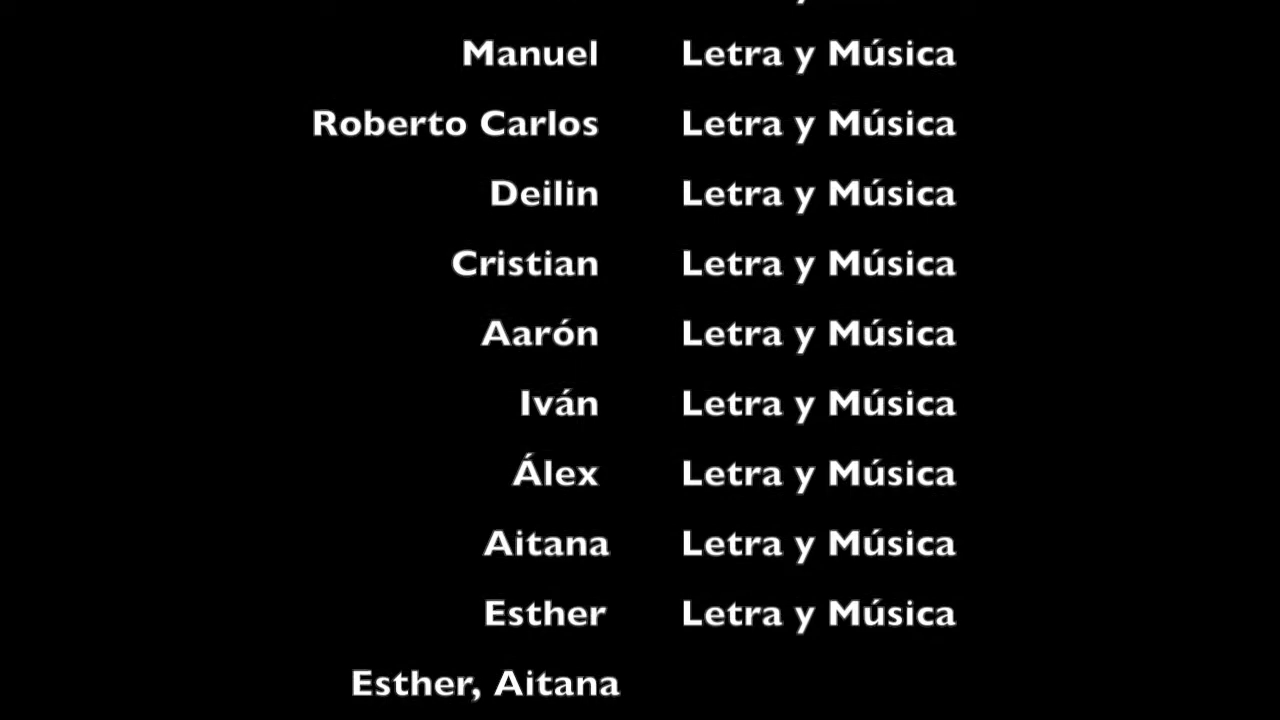 Manuel Letra y Música
Roberto Carlos Letra y Música
Deilin Letra y Música
Cristian Letra y Música
Aarón Letra y Música
Iván Letra y Música
Álex Letra y Música
Aitana Letra y Música
Esther Letra y Música
Esther, Aitana